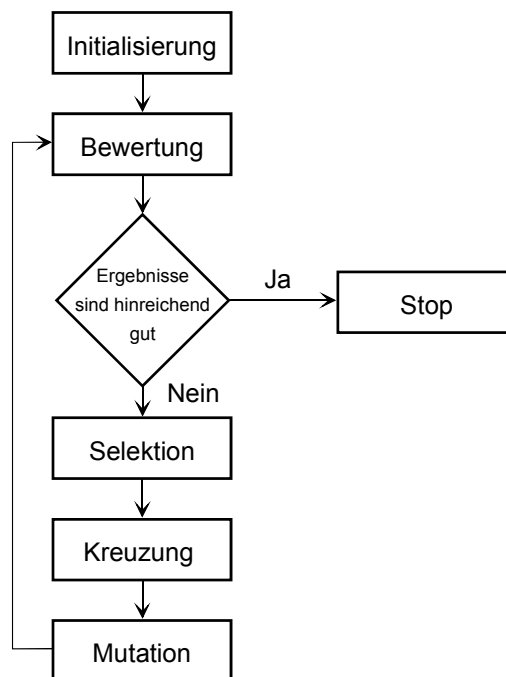 Initialisierung
Bewertung
Ergebnisse
sind hinreichend
gut
Ja
Stop
Nein
Selektion
Kreuzung
Mutation